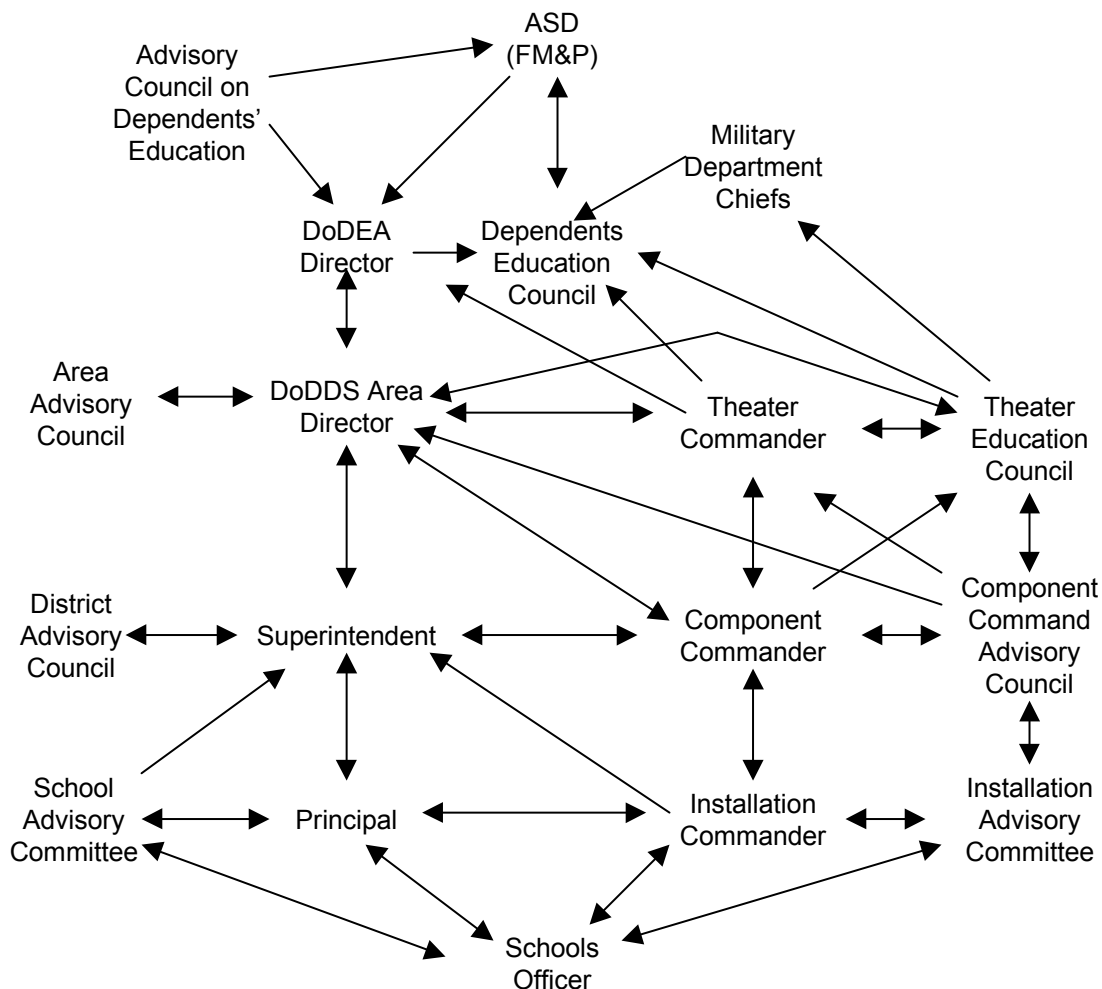 ASD
(FM&P)
Advisory
Council on
Dependents’
Education
Military
Department
Chiefs
DoDEA
Director
Dependents
Education
Council
Area
Advisory
Council
DoDDS Area
Director
Theater
Commander
Theater
Education
Council
District
Advisory
Council
Superintendent
Component
Commander
Component
Command
Advisory
Council
School
Advisory
Committee
Principal
Installation
Commander
Installation
Advisory
Committee
Schools
Officer